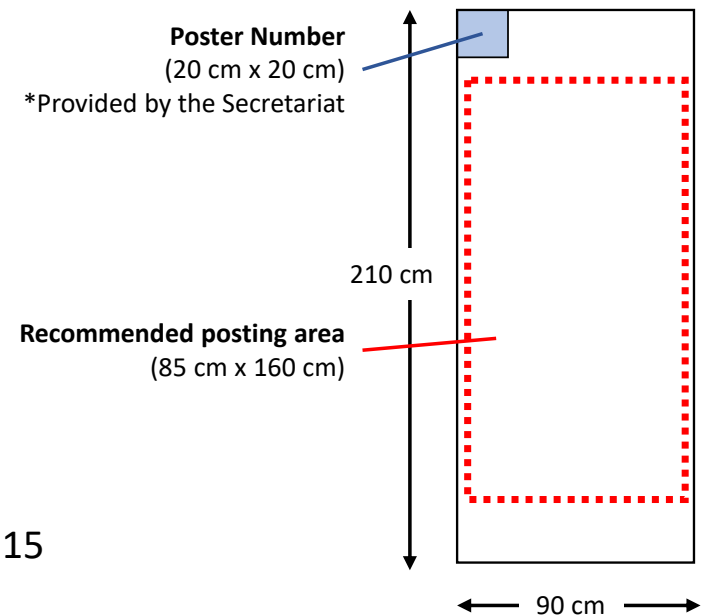 Poster Number
(20 cm x 20 cm)
*Provided by the Secretariat
210 cm
Recommended posting area
(85 cm x 160 cm)
15
90 cm